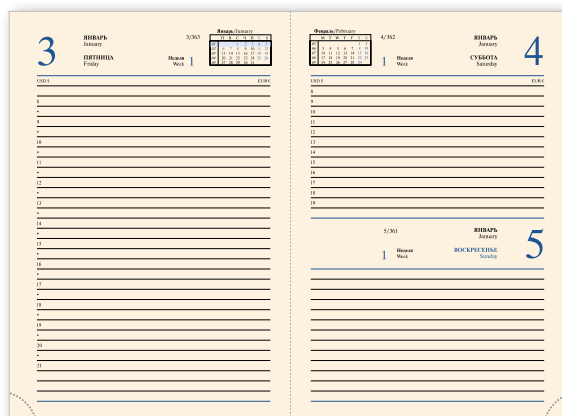 3
ЯНВАРЬ
January
ПЯТНИЦА
Friday
3/363
Неделя
Week
1
Январь/January
USD $
EUR €
8
9
10
11
12
13
14
15
16
17
18
19
20
21
Февраль/February
4/362
1
Неделя
Week
ЯНВАРЬ
January
СУББОТА
Saturday
4
USD $
EUR €
8
9
10
11
12
13
14
15
16
17
18
19
5/361
1
Неделя
Week
ЯНВАРЬ
January
ВОСКРЕСЕНЬЕ
Sunday
5